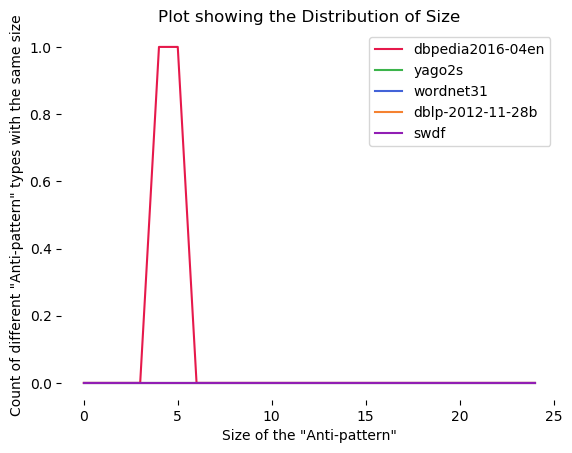 Plot showing the Distribution of Size
Count of different "Anti-pattern" types with the same size
1.0
0.8
0.6
0.4
0.2
0.0
dbpedia2016-04en
yago2s
wordnet31
dblp-2012-11-28b
swdf
0
5
10
15
20
25
Size of the "Anti-pattern"